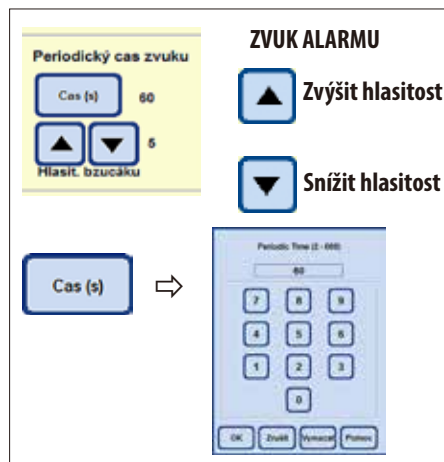 Periodický cas zvuku
Cas (s) 60
5
Hlasit. bzucáku
ZVUK ALARMU
Zvýšit hlasitost
Snížit hlasitost
Cas (s)
Periodic Time (2 - 600)
60
7 8 9
4 5 6
1 2 3
0
OK Zrušit Vymazat Pomoc